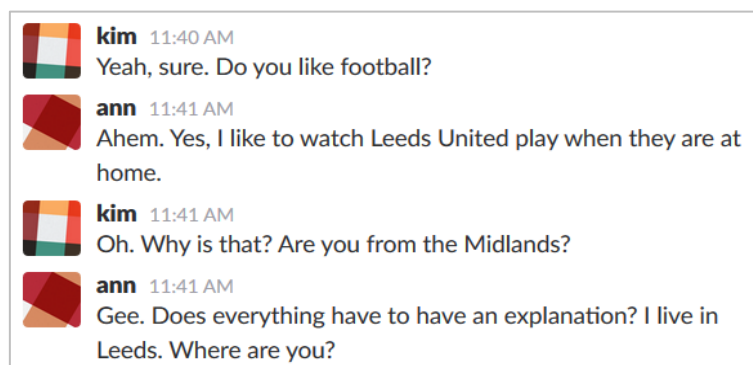 kim 11:40 AM
Yeah, sure. Do you like football?
ann 11:41 AM
Ahem. Yes, I like to watch Leeds United play when they are at
home.
kim 11:41 AM
Oh. Why is that? Are you from the Midlands?
ann 11:41 AM
Gee. Does everything have to have an explanation? I live in
Leeds. Where are you?